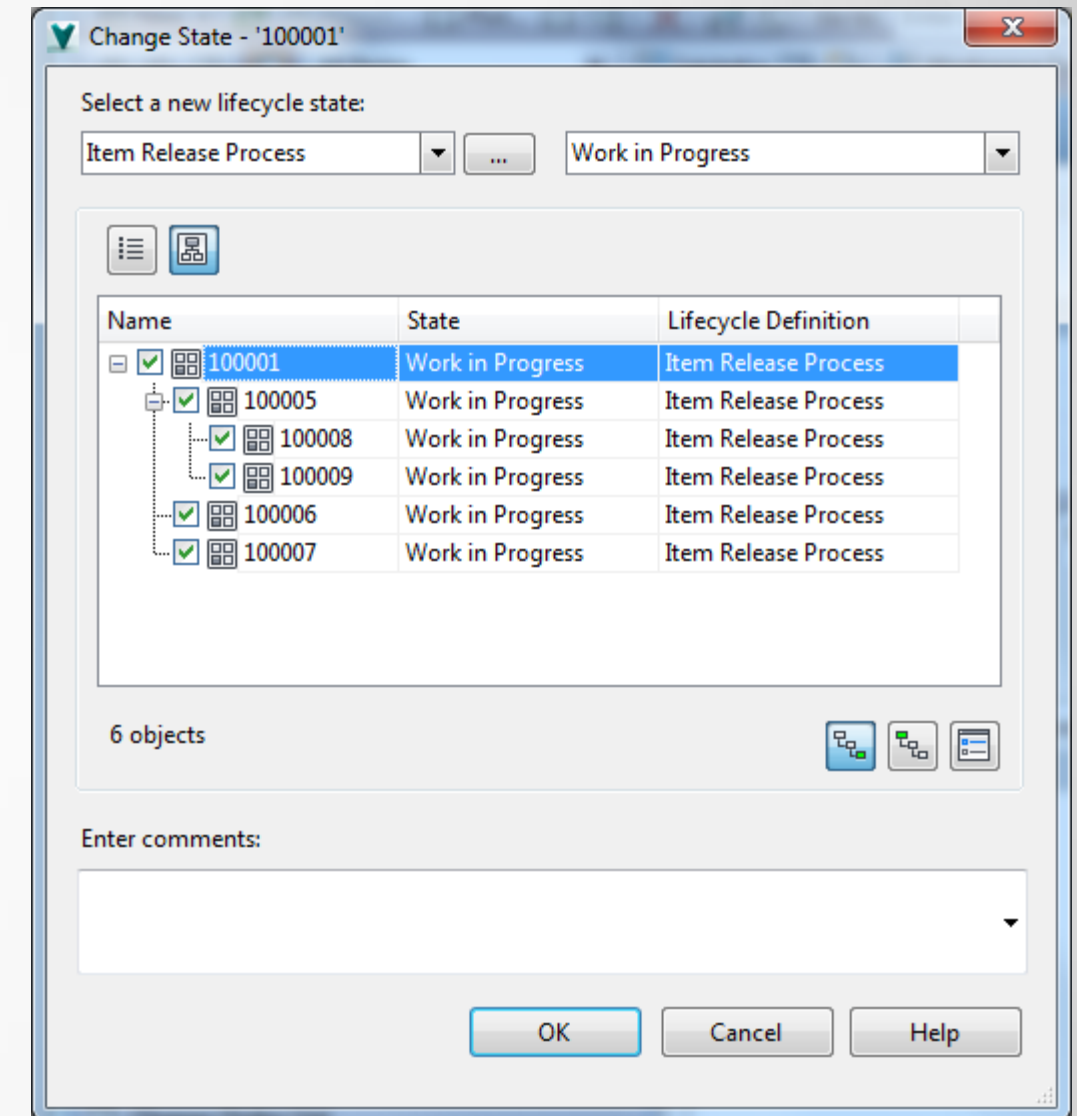 Change State - '100001'
Select a new lifecycle state:
Item Release Process ... Work in Progress
Name State Lifecycle Definition
100001 Work in Progress Item Release Process
100005 Work in Progress Item Release Process
100008 Work in Progress Item Release Process
100009 Work in Progress Item Release Process
100006 Work in Progress Item Release Process
100007 Work in Progress Item Release Process
6 objects
Enter comments:
OK Cancel Help